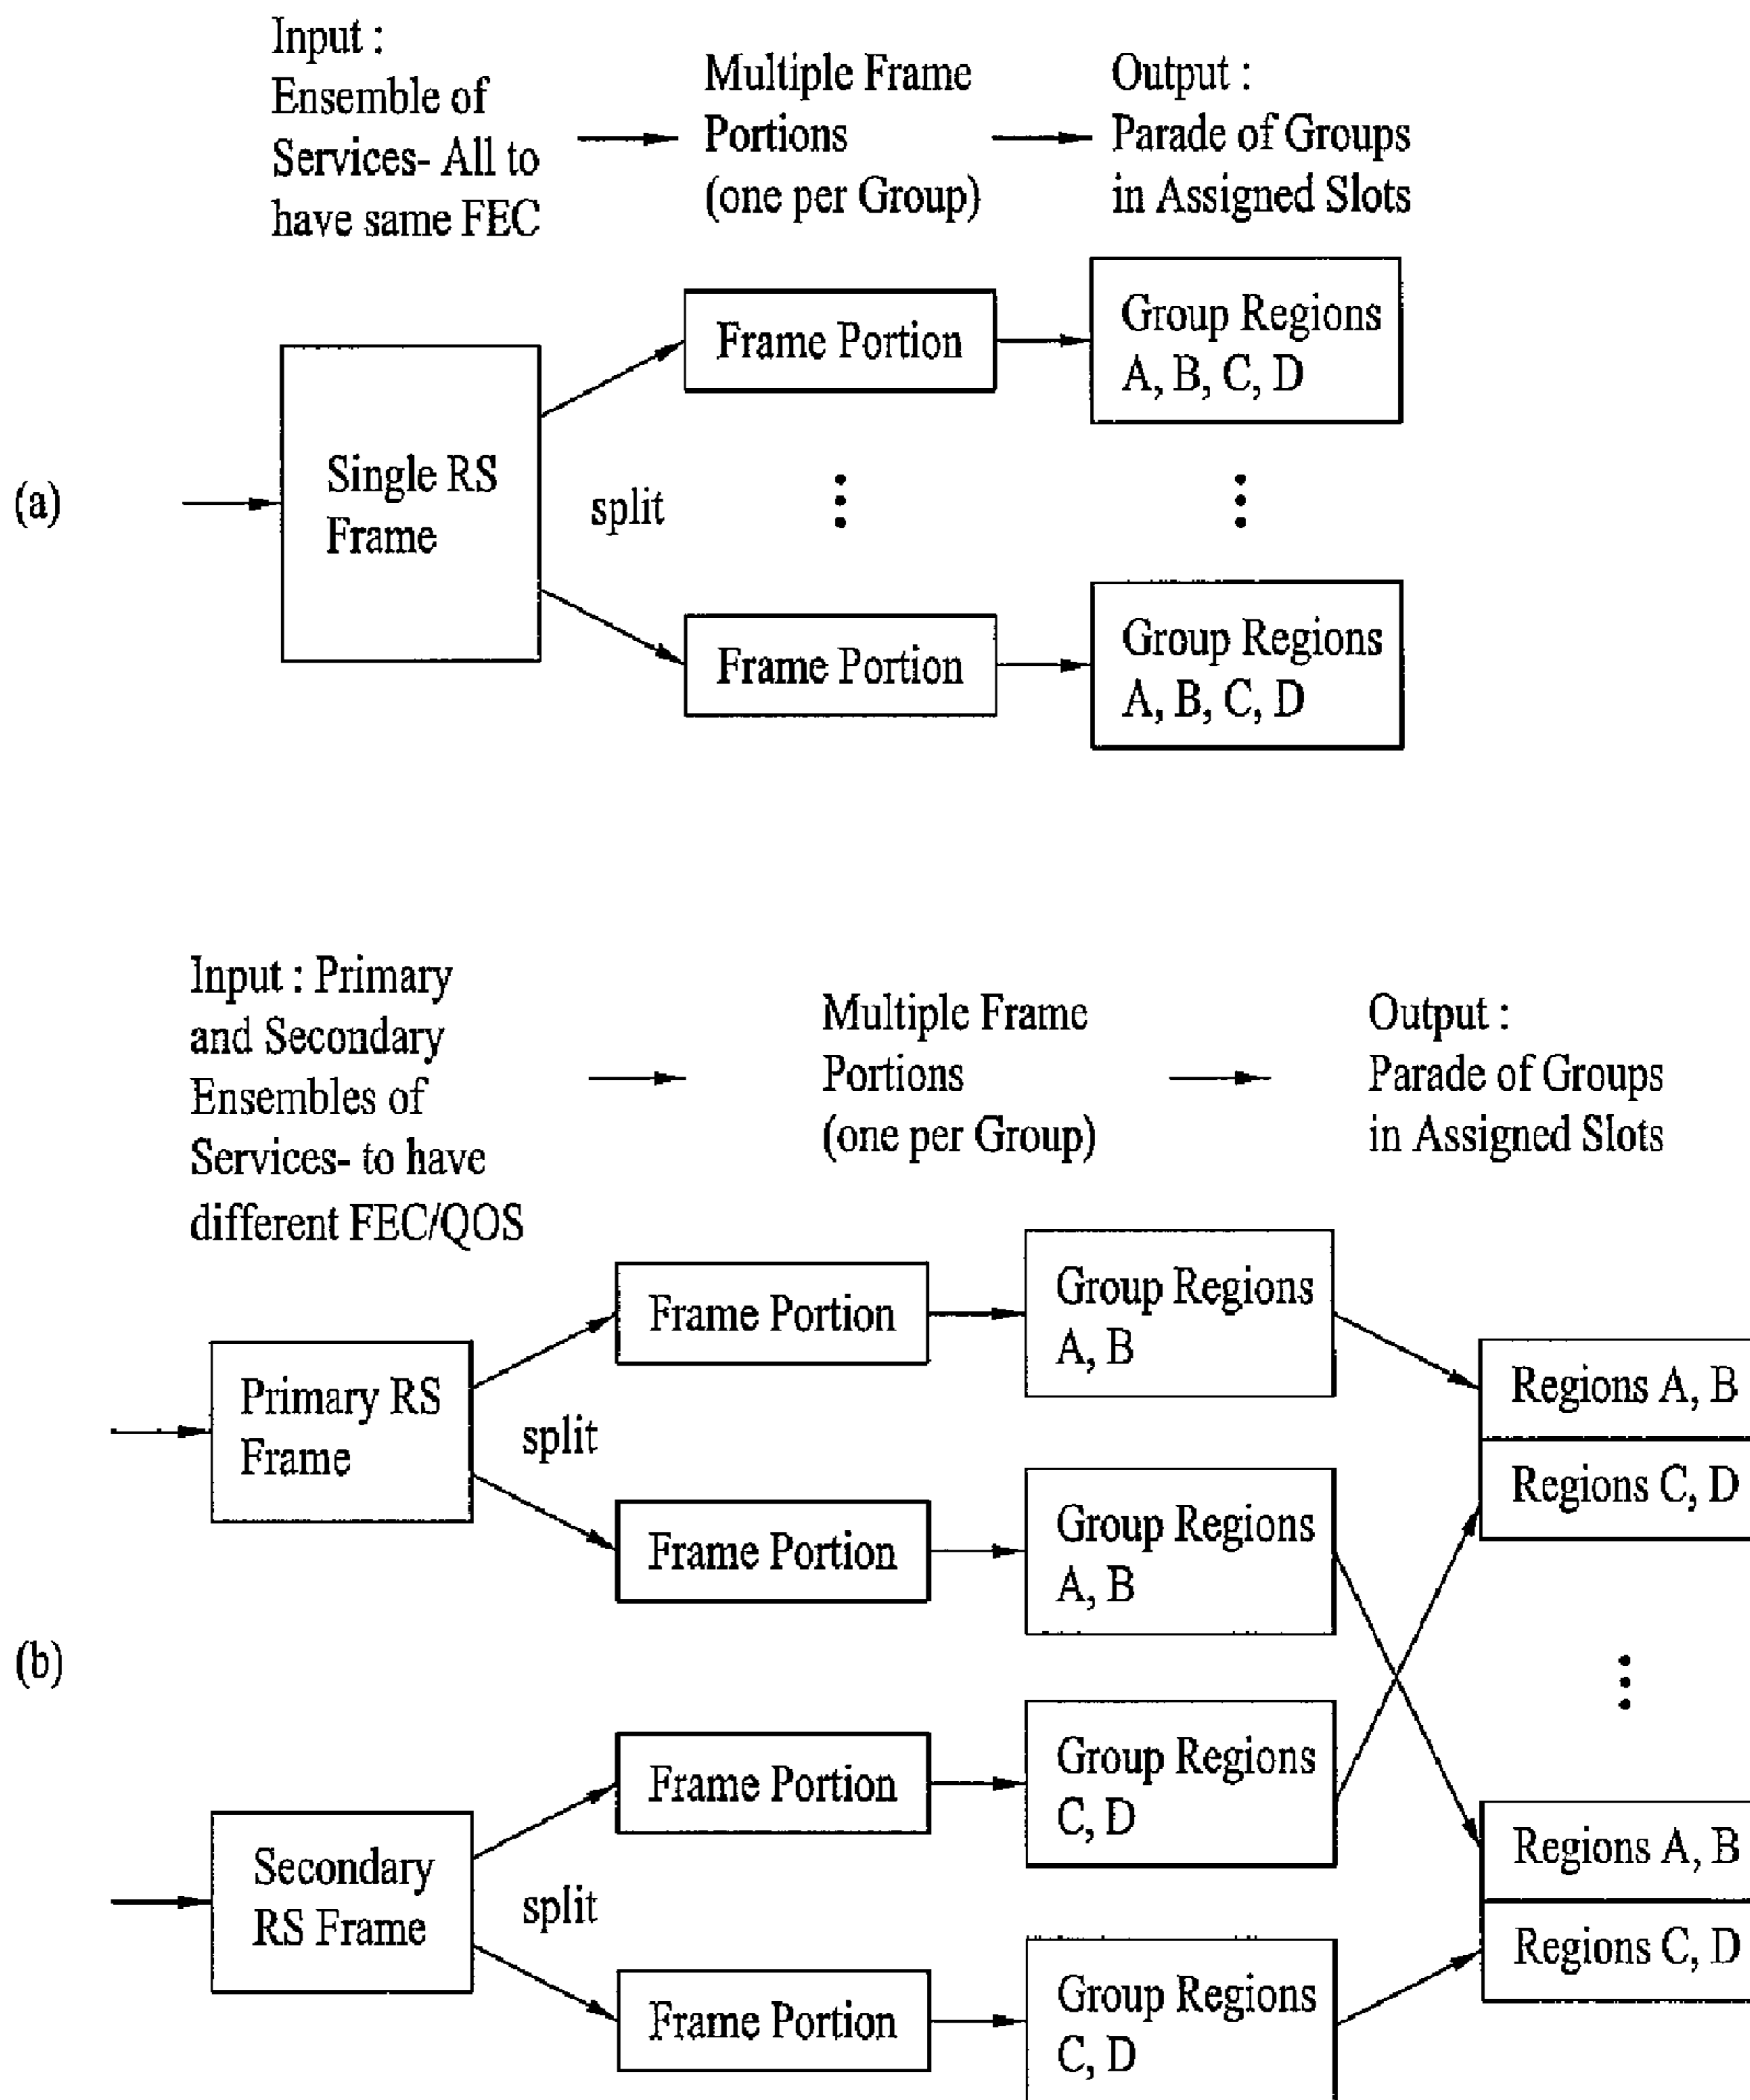 Input :
Ensemble of
Services- All to
have same FEC
Multiple Frame
Portions
(one per Group)
Output :
Parade of Groups
in Assigned Slots
(a)
Single RS
Frame
split
Frame Portion
Group Regions
A, B, C, D
Frame Portion
Group Regions
A, B, C, D
Input : Primary
and Secondary
Ensembles of
Services- to have
different FEC/QOS
Multiple Frame
Portions
(one per Group)
Output :
Parade of Groups
in Assigned Slots
(b)
Primary RS
Frame
split
Frame Portion
Group Regions
A, B
Frame Portion
Group Regions
A, B
Regions A, B
Regions C, D
Secondary
RS Frame
split
Frame Portion
Group Regions
C, D
Frame Portion
Group Regions
C, D
Regions A, B
Regions C, D